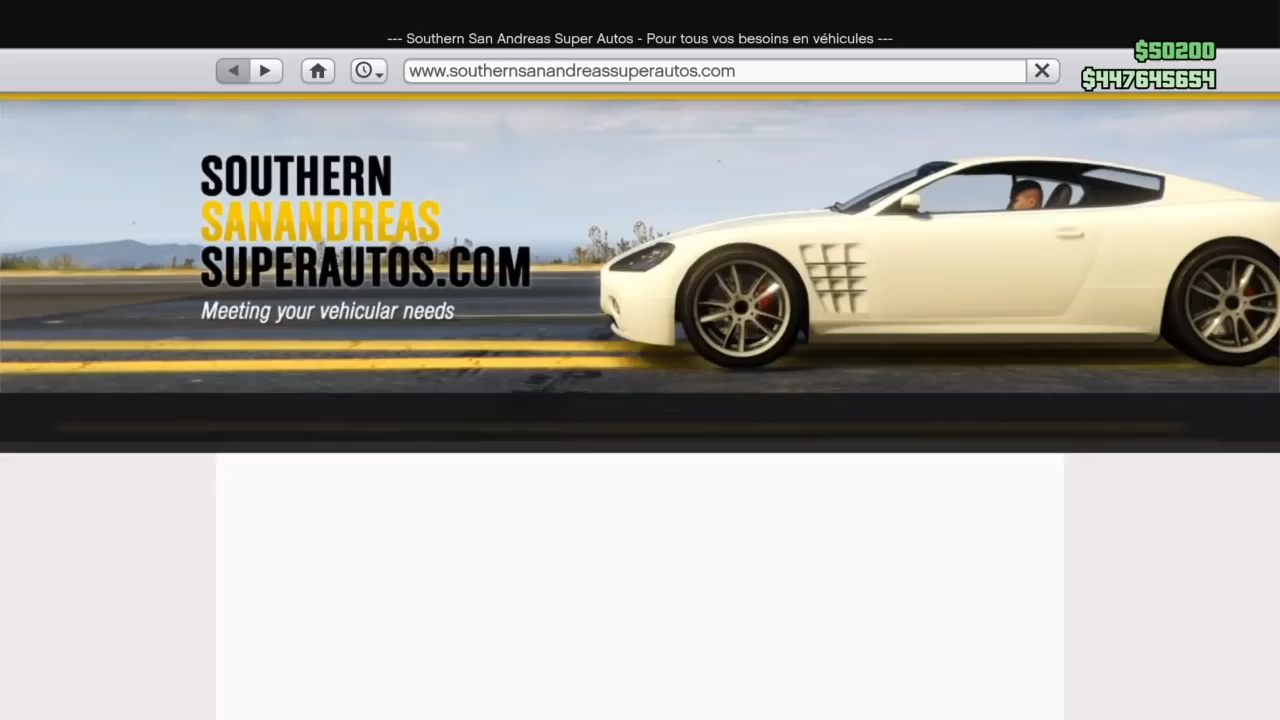 --- Southern San Andreas Super Autos - Pour tous vos besoins en véhicules ---
$50200
www.southernsanandreassuperautos.com
$447645654
SOUTHERN
SANANDREAS
SUPERAUTOS.COM
Meeting your vehicular needs